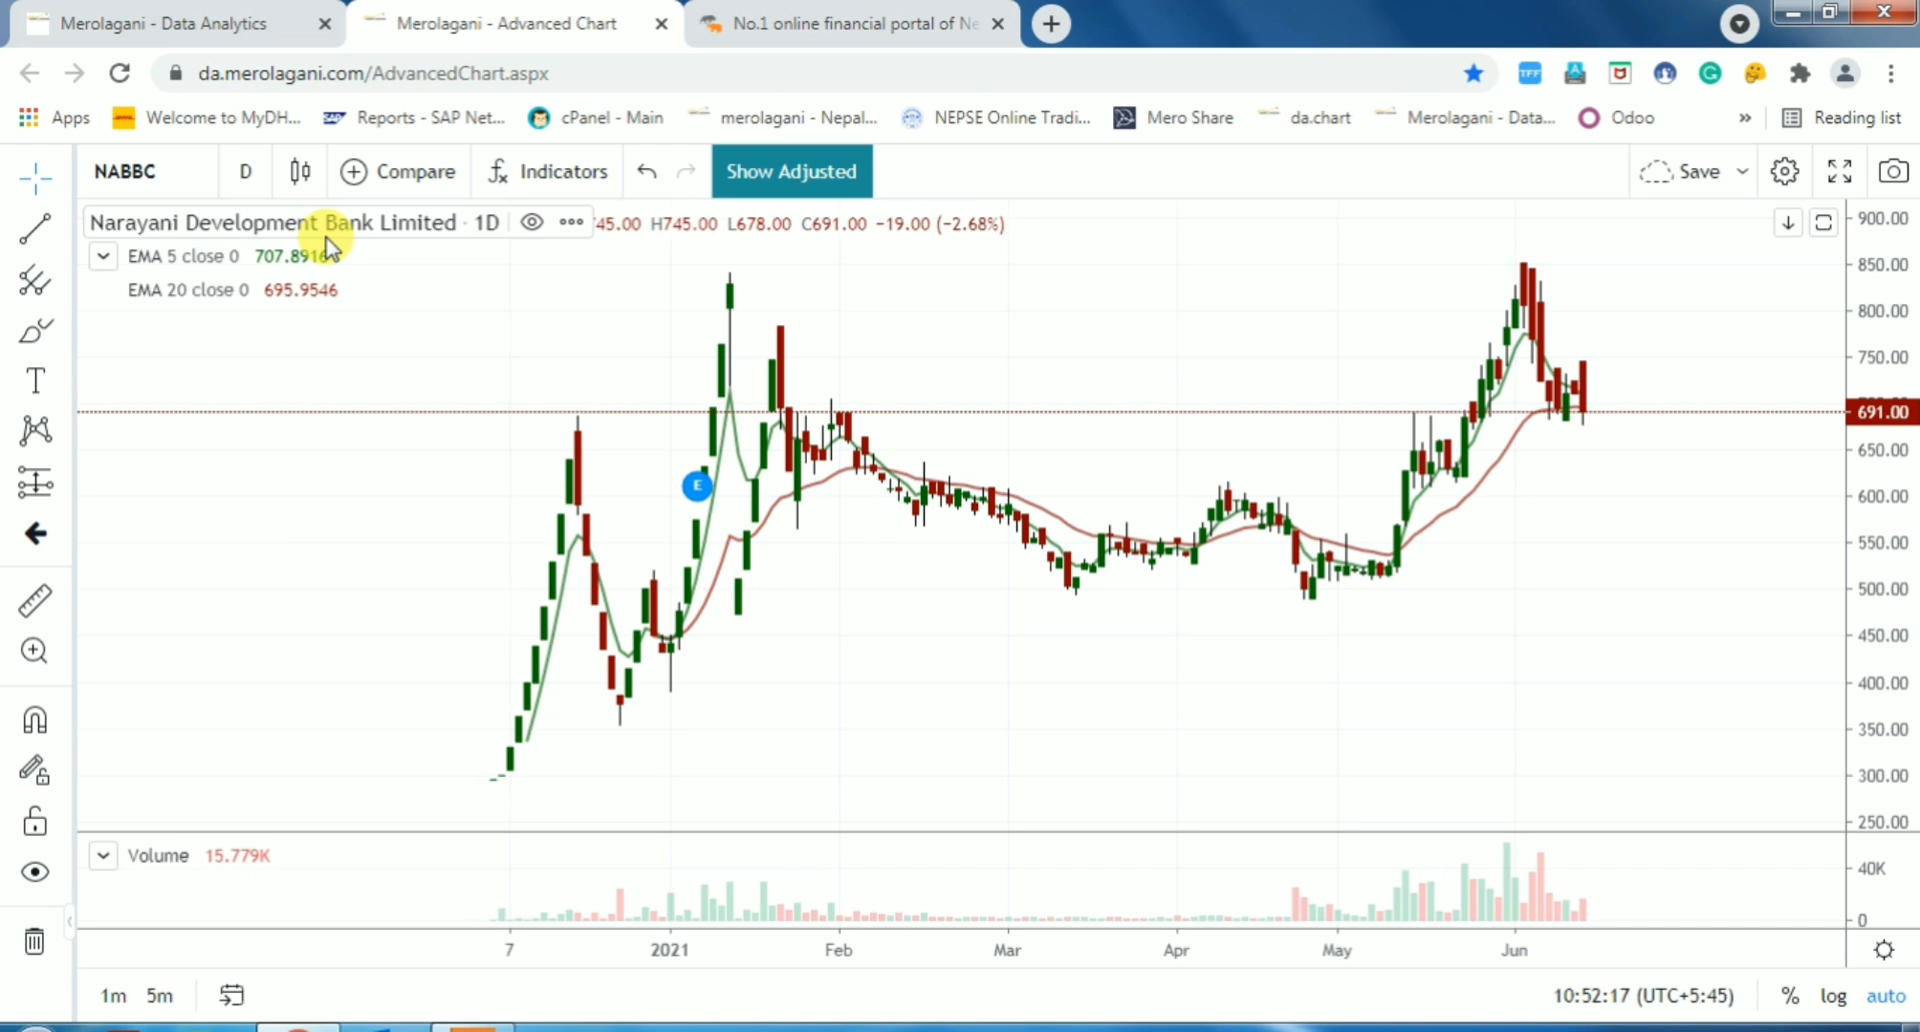 Merolagani - Data Analytics
Merolagani - Advanced Chart
No.1 online financial portal of Ne
da.merolagani.com/AdvancedChart.aspx
Apps
Welcome to MyDH...
Reports - SAP Net...
cPanel - Main
merolagani - Nepal...
NEPSE Online Tradi...
Mero Share
da.chart
Merolagani - Data...
Odoo
»
Reading list
NABBC
D
Compare
Indicators
Show Adjusted
Save
Narayani Development Bank Limited · 1D
45.00 H745.00 L678.00 C691.00 −19.00 (−2.68%)
EMA 5 close 0
EMA 20 close 0 695.9546
E
900.00
850.00
800.00
750.00
691.00
650.00
600.00
550.00
500.00
450.00
400.00
350.00
300.00
250.00
Volume 15.779K
40K
0
7 2021 Feb Mar Apr May Jun
1m 5m
10:52:17 (UTC+5:45) % log auto